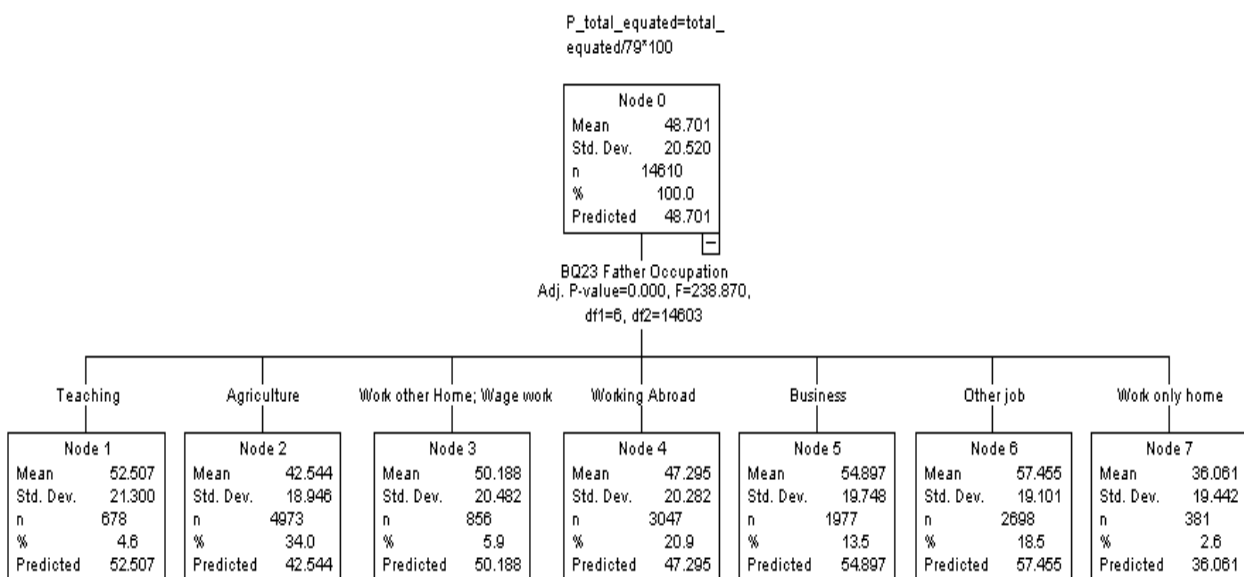 P_total_equated=total_
equated/79*100
Node 0
Mean 48.701
Std. Dev. 20.520
n 14610
% 100.0
Predicted 48.701
BQ23 Father Occupation
Adj. P-value=0.000, F=238.870,
df1=6, df2=14603
Teaching
Agriculture
Work other Home; Wage work
Working Abroad
Business
Other job
Work only home
Node 1
Mean 52.507
Std. Dev. 21.300
n 678
% 4.6
Predicted 52.507
Node 2
Mean 42.544
Std. Dev. 18.946
n 4973
% 34.0
Predicted 42.544
Node 3
Mean 50.188
Std. Dev. 20.482
n 856
% 5.9
Predicted 50.188
Node 4
Mean 47.295
Std. Dev. 20.282
n 3047
% 20.9
Predicted 47.295
Node 5
Mean 54.897
Std. Dev. 19.748
n 1977
% 13.5
Predicted 54.897
Node 6
Mean 57.455
Std. Dev. 19.101
n 2698
% 18.5
Predicted 57.455
Node 7
Mean 36.061
Std. Dev. 19.442
n 381
% 2.6
Predicted 36.061